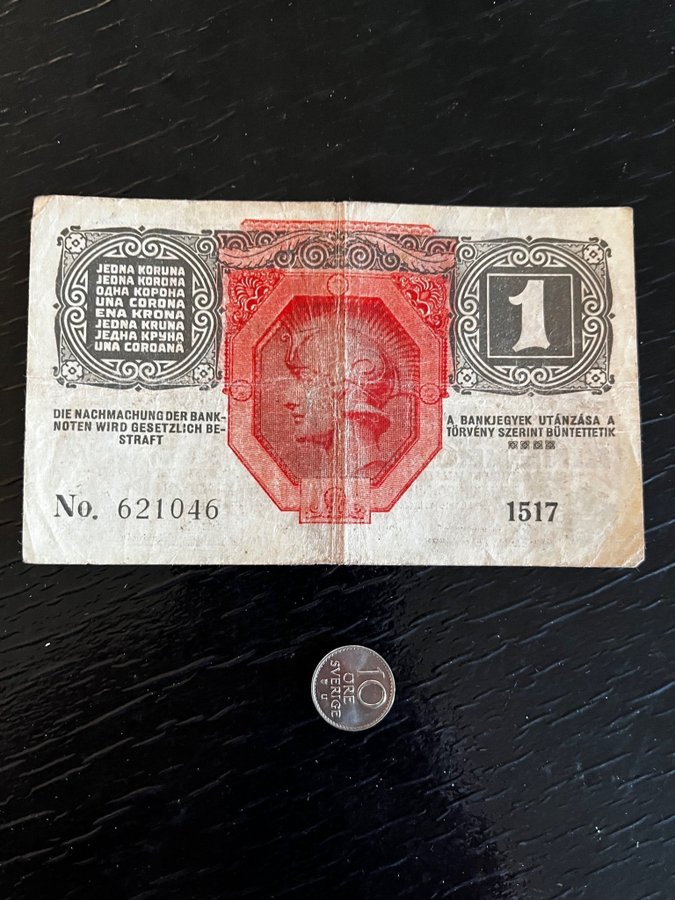 JEDNA KORUNA
JEDNA KORONA
ОДНА КОРОНА
UNA CORONA
ENA KRONA
JEDNA KRUNA
ЈЕДНА КРУНА
UNA COROANĂ
1
DIE NACHMACHUNG DER BANK-
NOTEN WIRD GESETZLICH BE-
STRAFT
A BANKJEGYEK UTÁNZÁSA A
TÖRVÉNY SZERINT BÜNTETTETIK
No. 621046
1517
10
ÖRE
SVERIGE
U